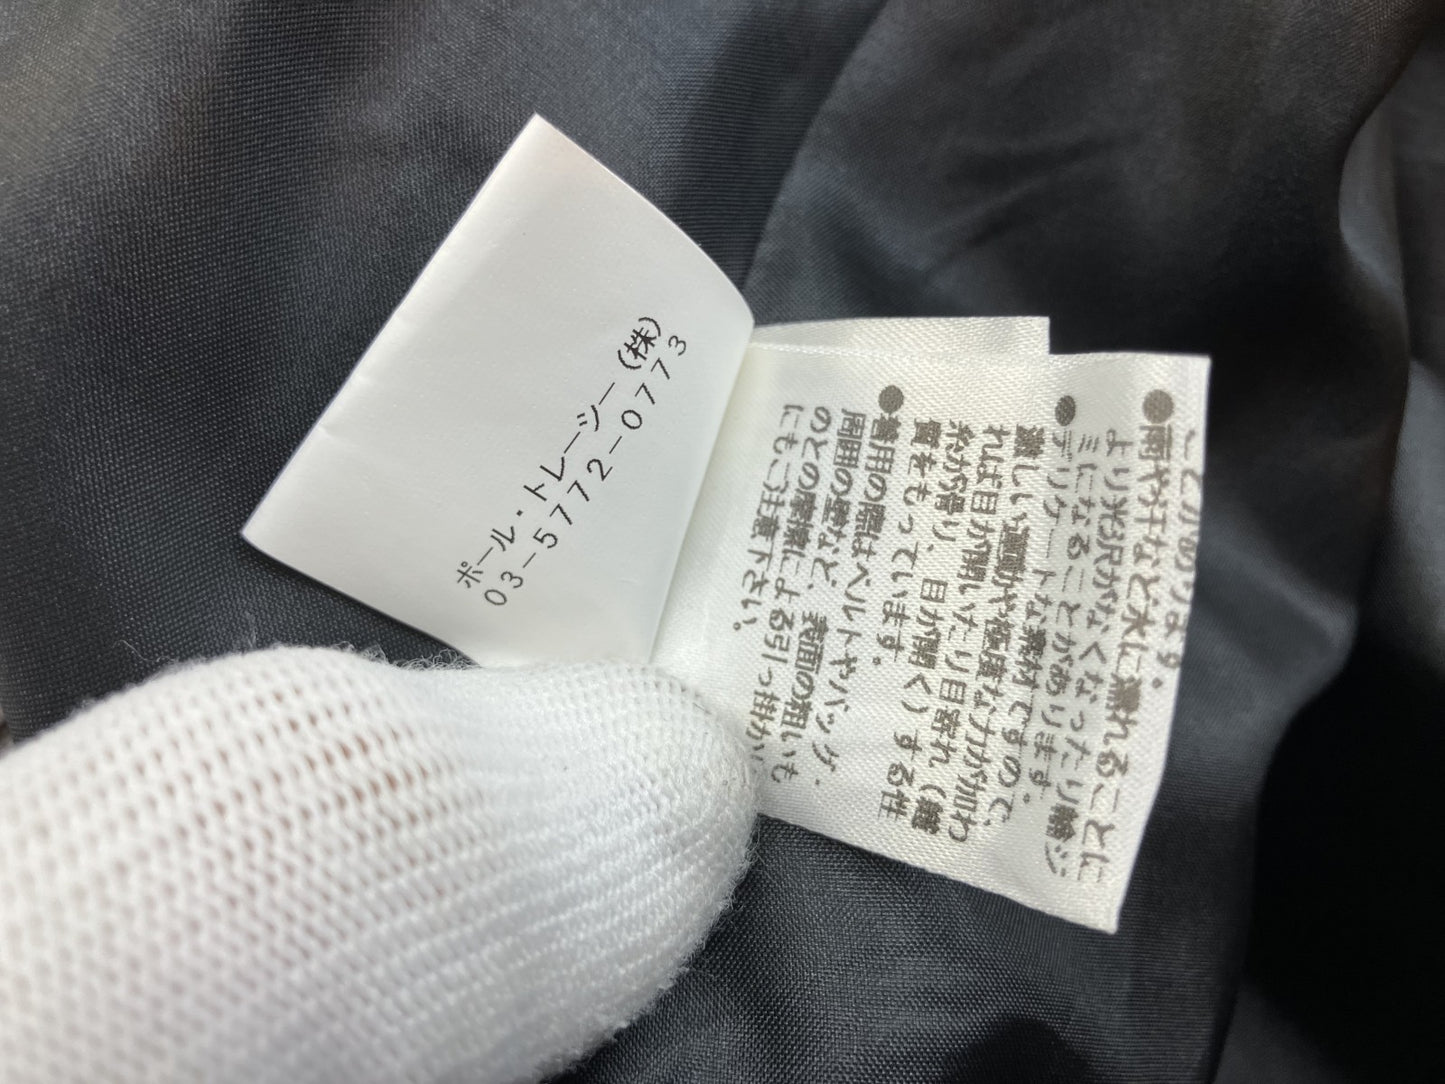 ポール・トレーシー(株)
03-5772-0773
ことがあります。
●雨や汗など水に濡れることに
より光沢がなくなったり輪ジ
ミになることがあります。
●デリケートな素材ですので、
激しい運動や極度な力が加わ
れば目が開いたり目寄れ(縫
糸が滑り、目が開く)する性
質をもっています。
●着用の際はベルトやバッグ、
周囲の壁など、表面の粗いも
のとの摩擦による引っ掛かり
にもご注意下さい。